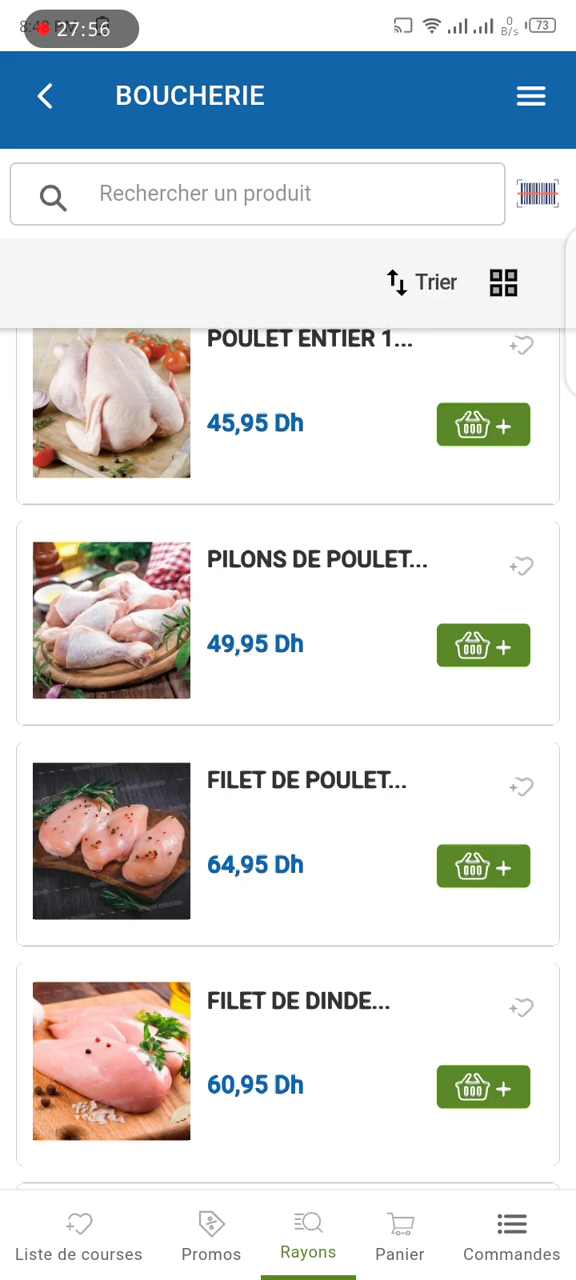 27:56
0
B/s
73
BOUCHERIE
Rechercher un produit
Trier
POULET ENTIER 1...
45,95 Dh
PILONS DE POULET...
49,95 Dh
FILET DE POULET...
64,95 Dh
FILET DE DINDE...
60,95 Dh
Liste de courses
Promos
Rayons
Panier
Commandes